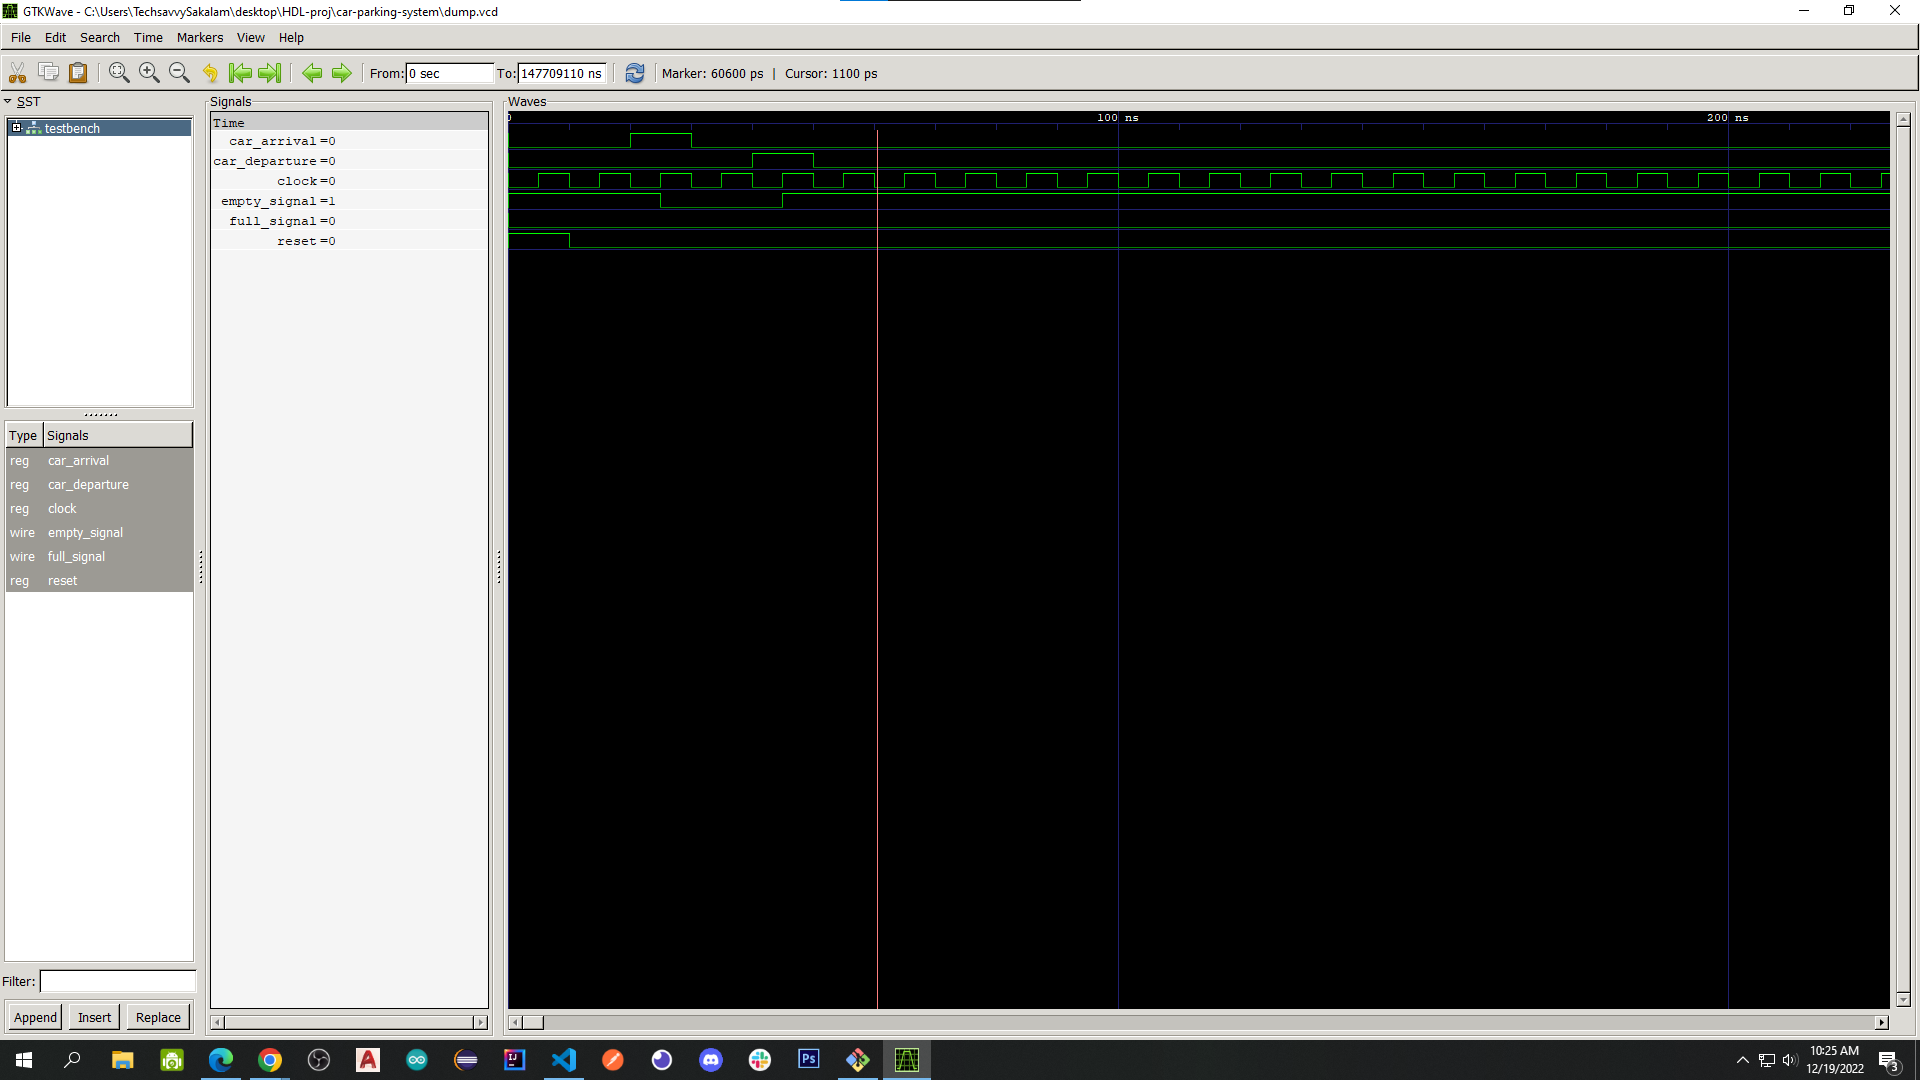 GTKWave - C:\Users\TechsavvySakalam\desktop\HDL-proj\car-parking-system\dump.vcd
File Edit Search Time Markers View Help
From: 0 sec To: 147709110 ns Marker: 60600 ps | Cursor: 1100 ps
SST
testbench
Type Signals
reg car_arrival
reg car_departure
reg clock
wire empty_signal
wire full_signal
reg reset
Filter:
Append Insert Replace
Signals
Time
car_arrival =0
car_departure =0
clock =0
empty_signal =1
full_signal =0
reset =0
Waves
0 100 ns 200 ns
Ps
10:25 AM
12/19/2022
3